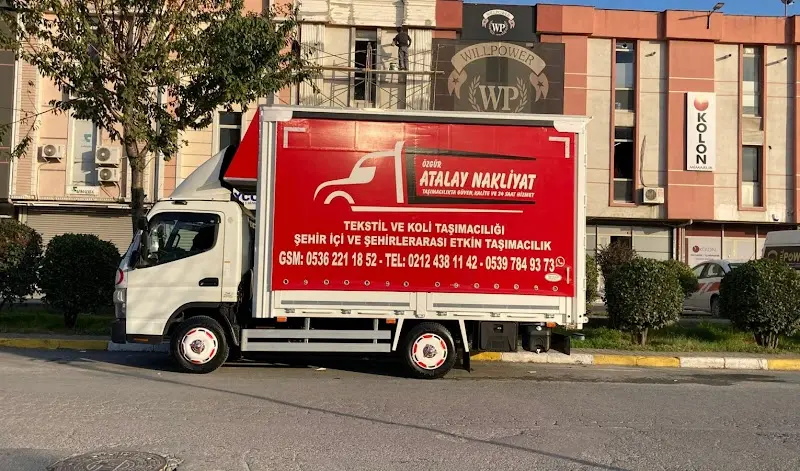 WP
WILLPOWER
WILLPOWER
WP
KOLON
ÖZGÜR
ATALAY NAKLİYAT
TAŞIMACILIKTA GÜVEN, KALİTE VE 24 SAAT HİZMET
TEKSTİL VE KOLİ TAŞIMACILIĞI
ŞEHİR İÇİ VE ŞEHİRLERARASI ETKİN TAŞIMACILIK
GSM: 0536 221 18 52 - TEL: 0212 438 11 42 - 0539 784 93 73